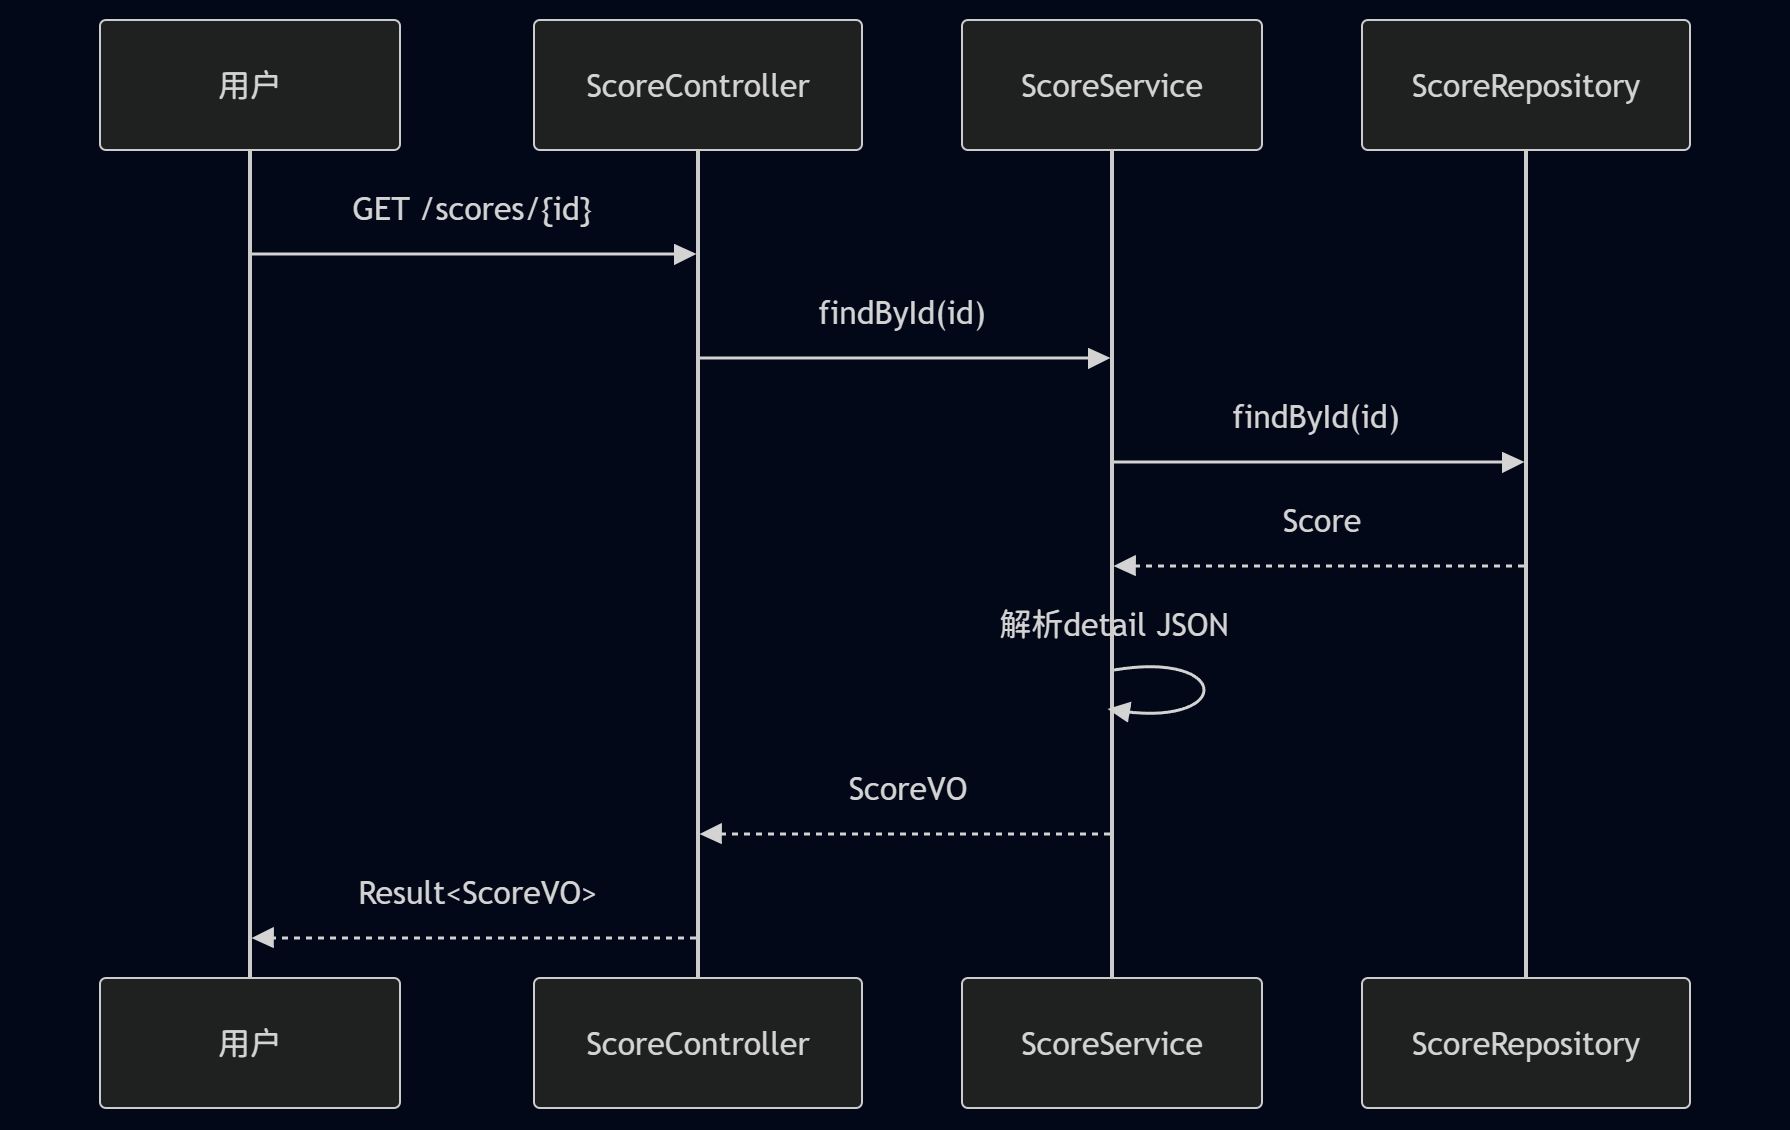 用户
ScoreController
ScoreService
ScoreRepository
GET /scores/{id}
findById(id)
findById(id)
Score
解析detail JSON
ScoreVO
Result<ScoreVO>
用户
ScoreController
ScoreService
ScoreRepository